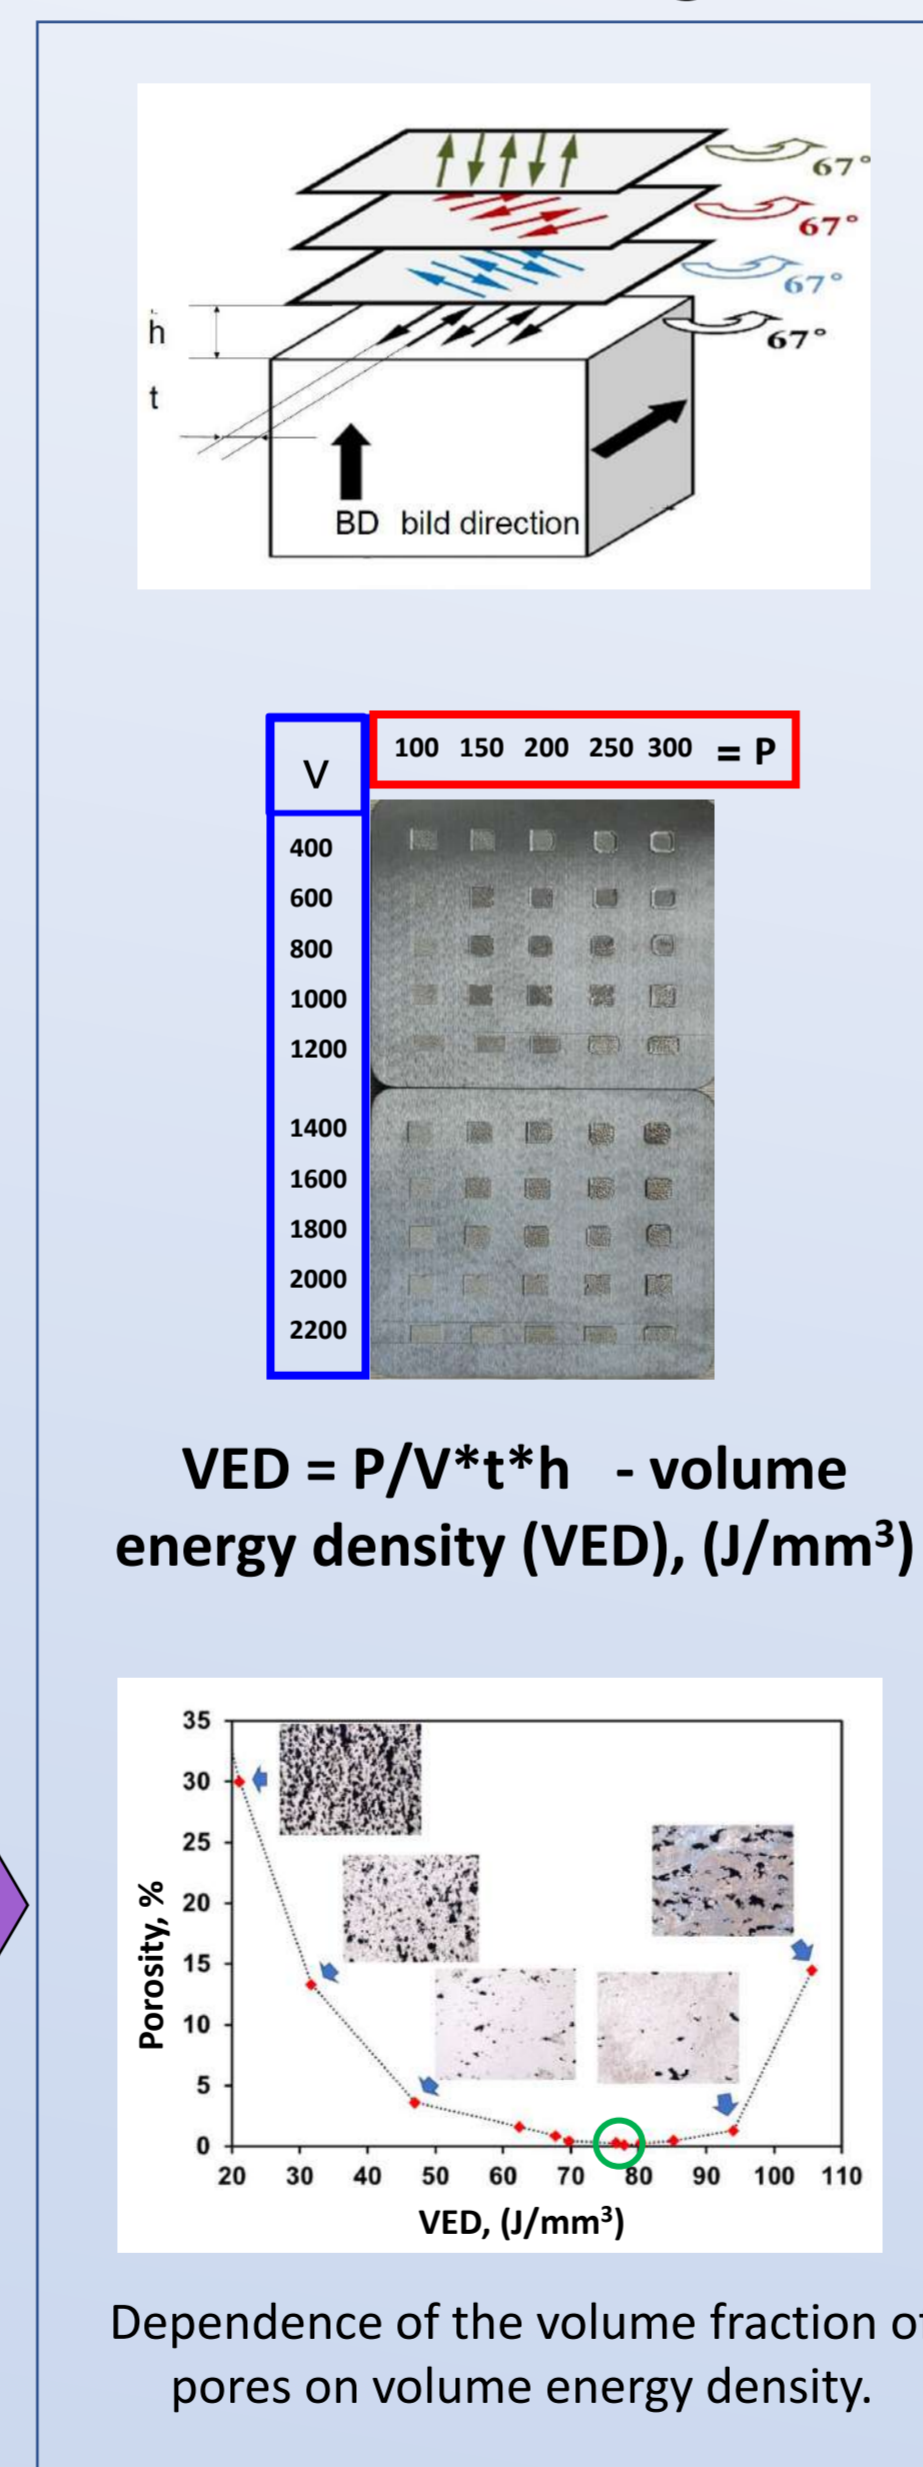 67°
67°
h
67°
67°
t
BD bild direction
V
100 150 200 250 300 = P
400
600
800
1000
1200
1400
1600
1800
2000
2200
VED = P/V*t*h - volume
energy density (VED), (J/mm³)
35
30
25
20
15
10
5
0
Porosity, %
20 30 40 50 60 70 80 90 100 110
VED, (J/mm³)
Dependence of the volume fraction of
pores on volume energy density.